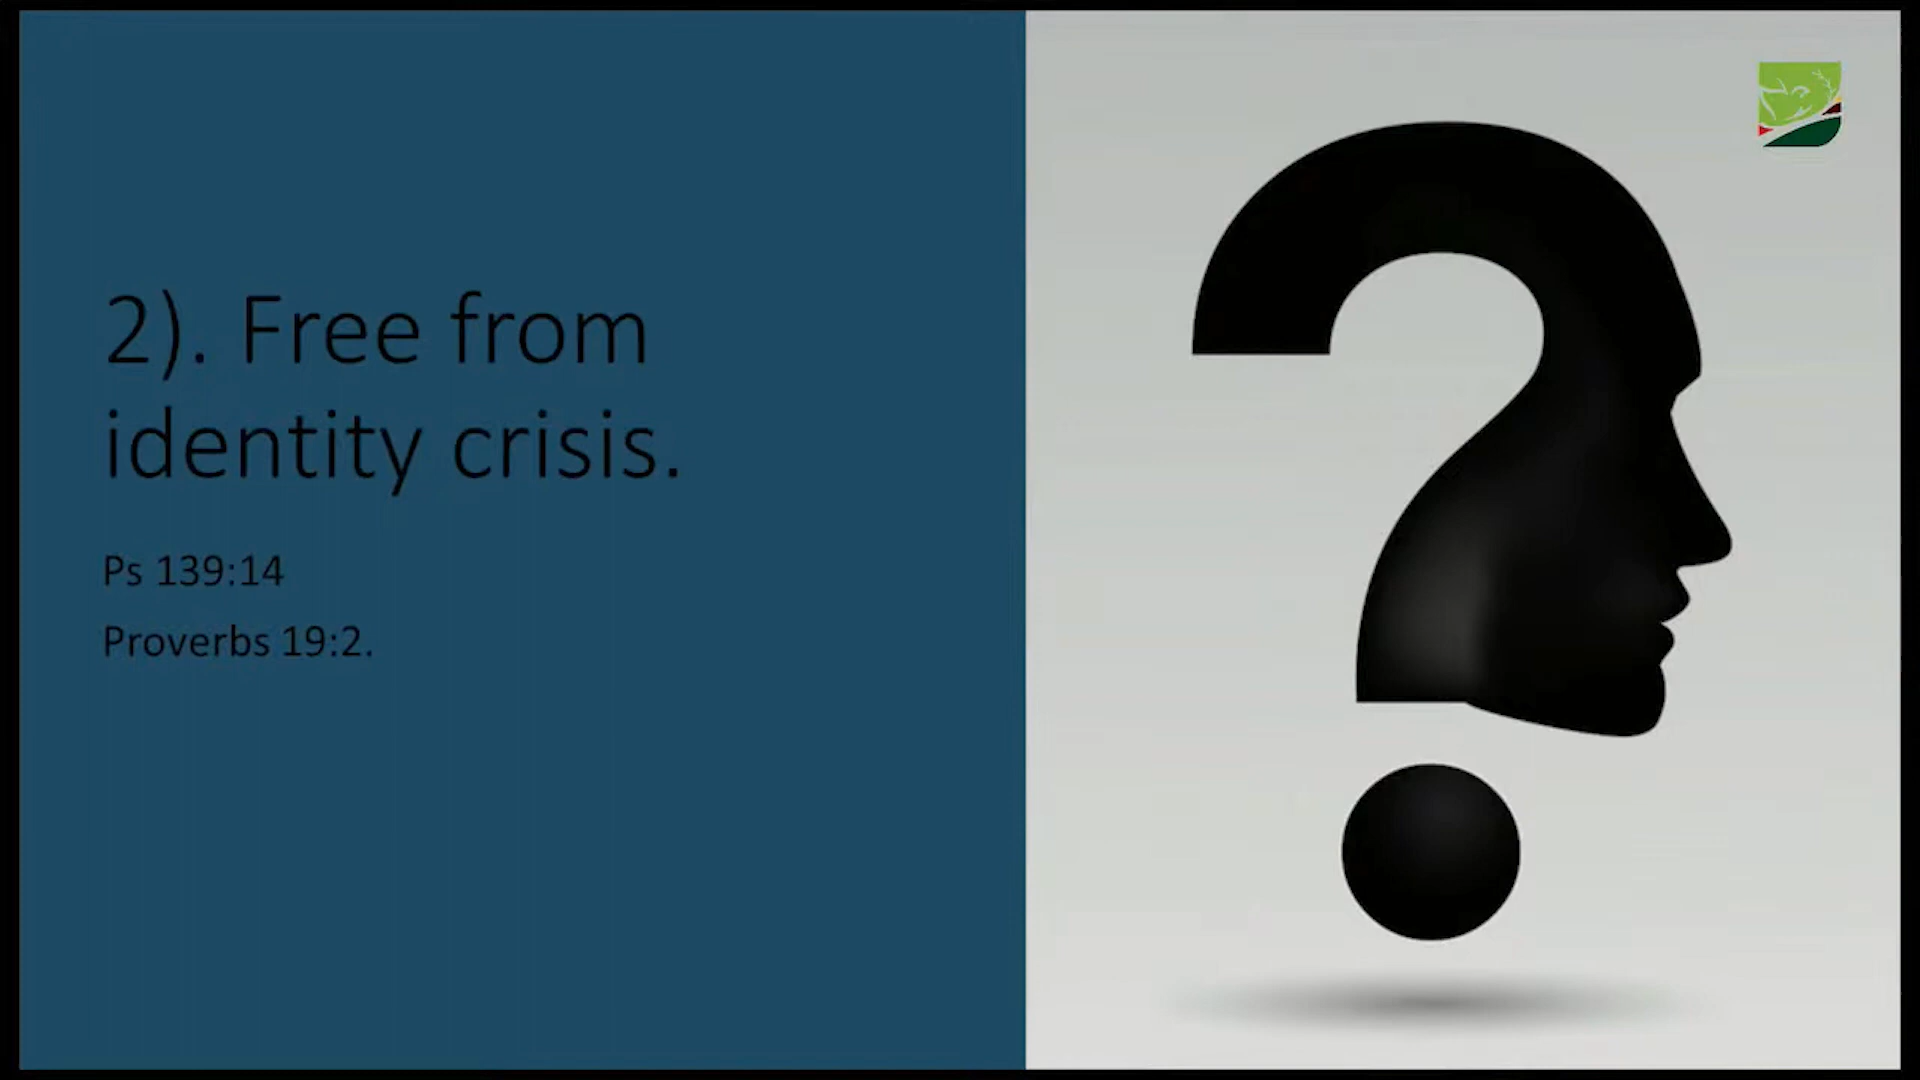 2). Free from
identity crisis.
Ps 139:14
Proverbs 19:2.